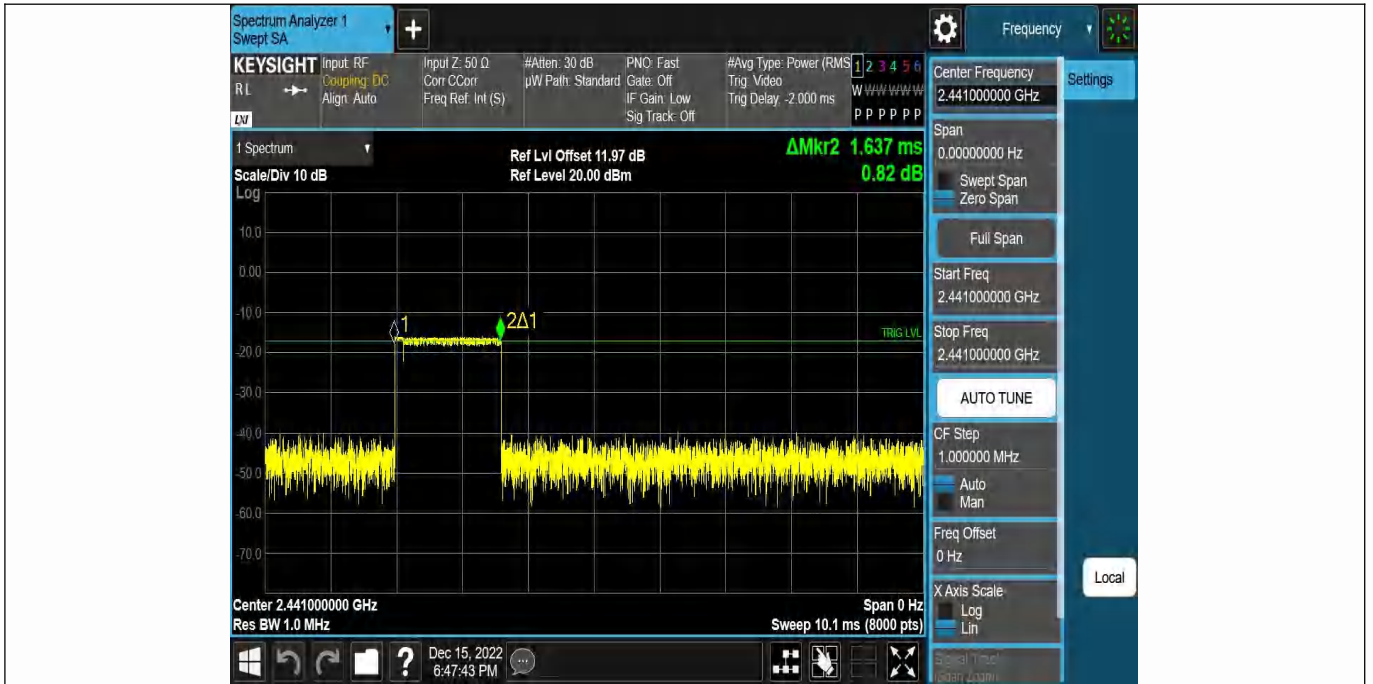 Spectrum Analyzer 1
Swept SA
+
Frequency
KEYSIGHT
Input: RF
Coupling: DC
Align: Auto
RL
LXI
Input Z: 50 Ω
Corr CCorr
Freq Ref: Int (S)
#Atten: 30 dB
µW Path: Standard
PNO: Fast
Gate: Off
IF Gain: Low
Sig Track: Off
#Avg Type: Power (RMS
Trig: Video
Trig Delay: -2.000 ms
1 2 3 4 5 6
W W W W W W
P P P P P P
Center Frequency
2.441000000 GHz
Settings
1 Spectrum
Scale/Div 10 dB
Ref Lvl Offset 11.97 dB
Ref Level 20.00 dBm
ΔMkr2 1.637 ms
0.82 dB
Log
10.0
0.00
-10.0
-20.0
-30.0
-40.0
-50.0
-60.0
-70.0
1
2Δ1
TRIG LVL
Span
0.00000000 Hz
Swept Span
Zero Span
Full Span
Start Freq
2.441000000 GHz
Stop Freq
2.441000000 GHz
AUTO TUNE
CF Step
1.000000 MHz
Auto
Man
Freq Offset
0 Hz
X Axis Scale
Log
Lin
Signal Track
(Span Zoom)
Local
Center 2.441000000 GHz
Res BW 1.0 MHz
Span 0 Hz
Sweep 10.1 ms (8000 pts)
?
Dec 15, 2022
6:47:43 PM